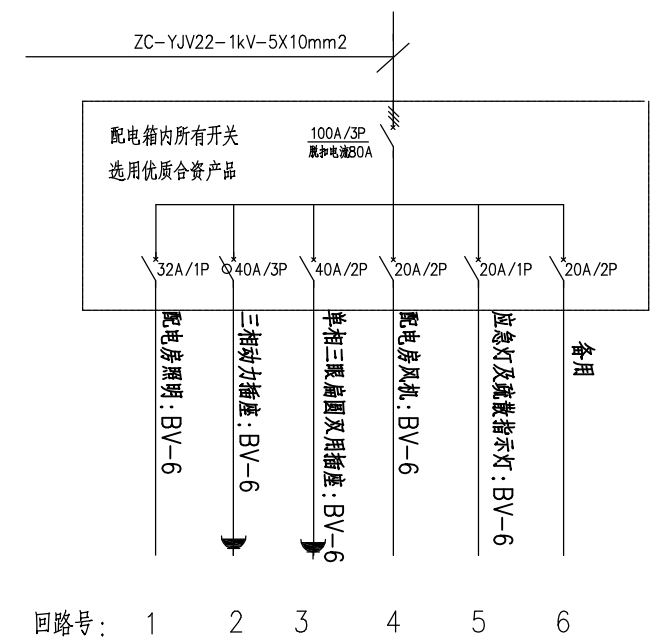 ZC-YJV22-1kV-5X10mm2
配电箱内所有开关
选用优质合资产品
100A/3P
脱扣电流80A
32A/1P
40A/3P
40A/2P
20A/2P
20A/1P
20A/2P
配电房照明:BV-6
三相动力插座:BV-6
单相三眼扁圆双用插座:BV-6
配电房风机:BV-6
应急灯及疏散指示灯:BV-6
备用
回路号: 1 2 3 4 5 6